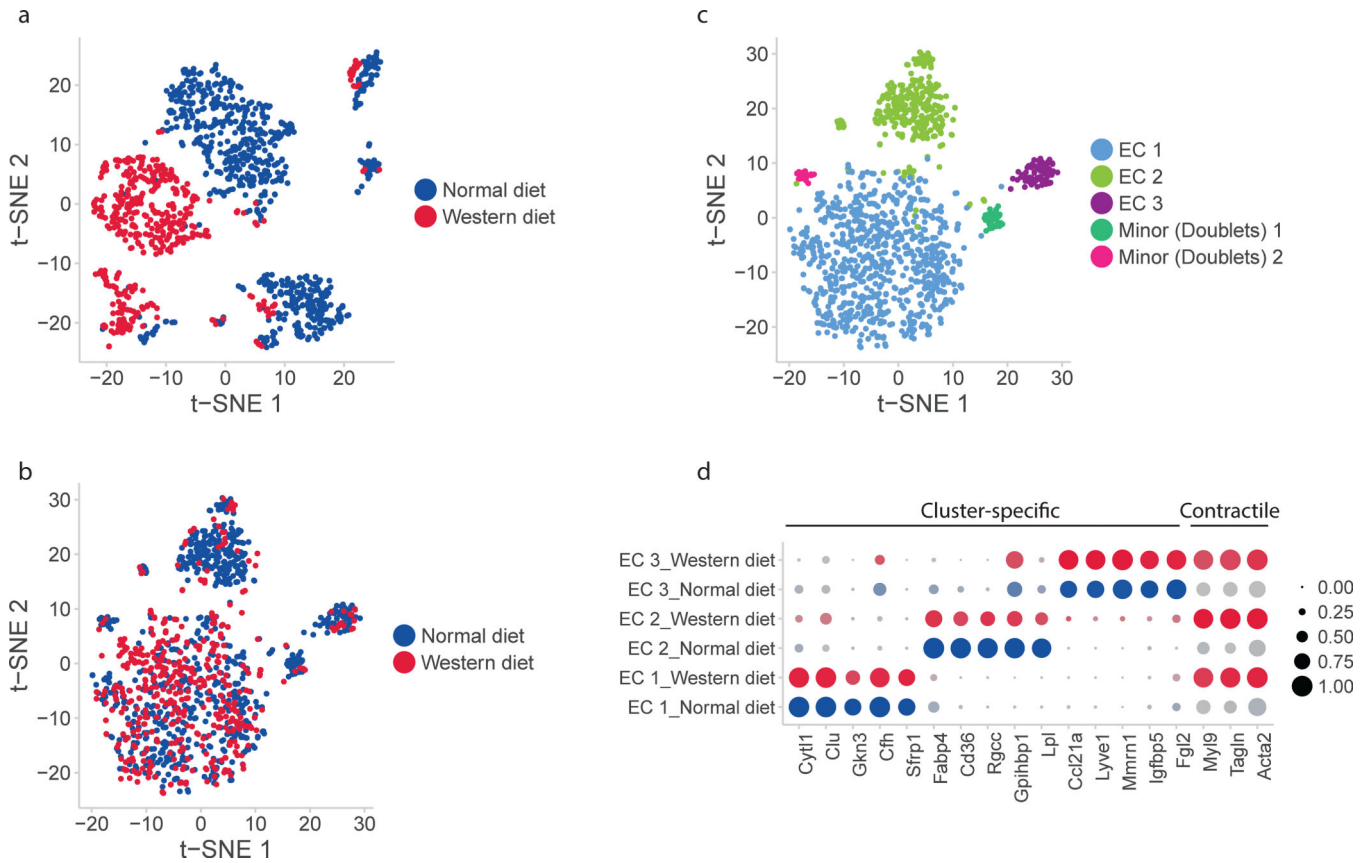 a
20
10
0
−10
−20
t−SNE 2
−20 −10 0 10 20
t−SNE 1
Normal diet
Western diet
b
30
20
10
0
−10
−20
t−SNE 2
−20 −10 0 10 20 30
t−SNE 1
Normal diet
Western diet
c
30
20
10
0
−10
−20
t−SNE 2
−20 −10 0 10 20 30
t−SNE 1
EC 1
EC 2
EC 3
Minor (Doublets) 1
Minor (Doublets) 2
d
Cluster-specific Contractile
EC 3_Western diet
EC 3_Normal diet
EC 2_Western diet
EC 2_Normal diet
EC 1_Western diet
EC 1_Normal diet
Cytl1
Clu
Gkn3
Cfh
Sfrp1
Fabp4
Cd36
Rgcc
Gpihbp1
Lpl
Ccl21a
Lyve1
Mmrn1
Igfbp5
Fgl2
Myl9
Tagln
Acta2
0.00
0.25
0.50
0.75
1.00